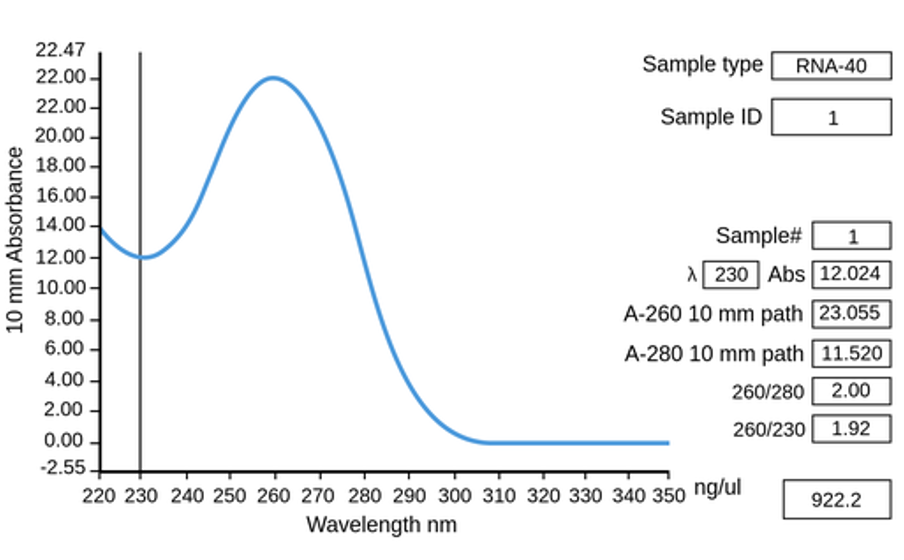 22.47
22.00
22.00
20.00
18.00
16.00
14.00
12.00
10.00
8.00
6.00
4.00
2.00
0.00
-2.55
10 mm Absorbance
220 230 240 250 260 270 280 290 300 310 320 330 340 350
Wavelength nm
Sample type RNA-40
Sample ID 1
Sample# 1
λ 230 Abs 12.024
A-260 10 mm path 23.055
A-280 10 mm path 11.520
260/280 2.00
260/230 1.92
ng/ul 922.2